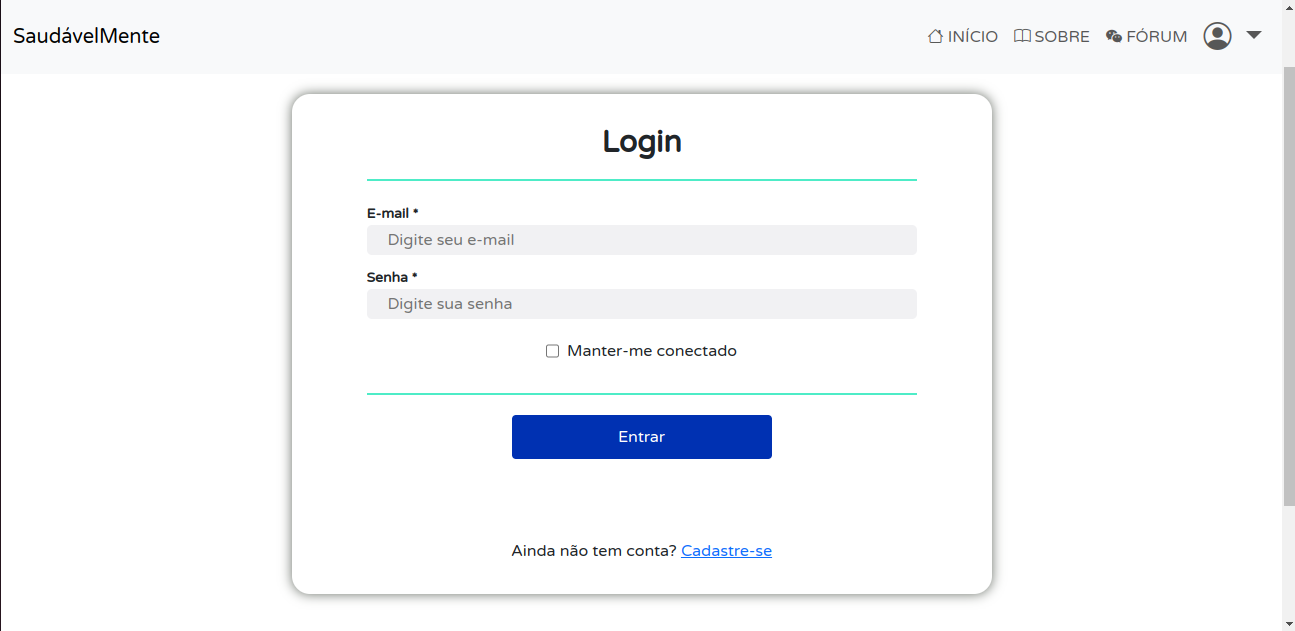 SaudávelMente
INÍCIO SOBRE FÓRUM
Login
E-mail *
Digite seu e-mail
Senha *
Digite sua senha
Manter-me conectado
Entrar
Ainda não tem conta? Cadastre-se